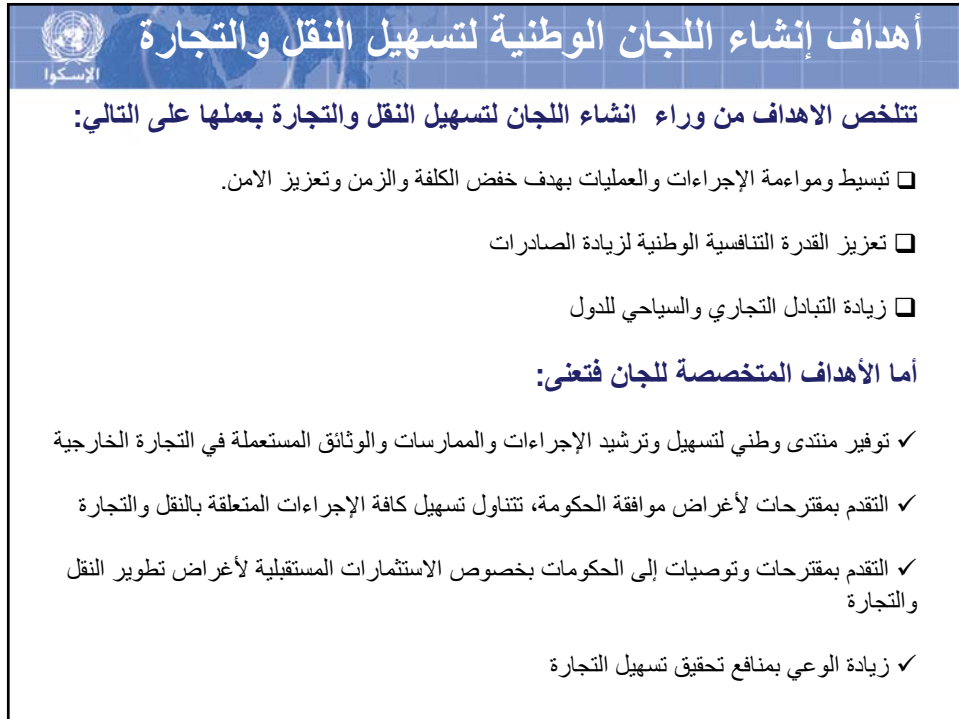 أهداف إنشاء اللجان الوطنية لتسهيل النقل والتجارة
الإسكوا
تتلخص الاهداف من وراء انشاء اللجان لتسهيل النقل والتجارة بعملها على التالي:
❑ تبسيط ومواءمة الإجراءات والعمليات بهدف خفض الكلفة والزمن وتعزيز الامن.
❑ تعزيز القدرة التنافسية الوطنية لزيادة الصادرات
❑ زيادة التبادل التجاري والسياحي للدول
أما الأهداف المتخصصة للجان فتعنى:
✓ توفير منتدى وطني لتسهيل وترشيد الإجراءات والممارسات والوثائق المستعملة في التجارة الخارجية
✓ التقدم بمقترحات لأغراض موافقة الحكومة، تتناول تسهيل كافة الإجراءات المتعلقة بالنقل والتجارة
✓ التقدم بمقترحات وتوصيات إلى الحكومات بخصوص الاستثمارات المستقبلية لأغراض تطوير النقل
والتجارة
✓ زيادة الوعي بمنافع تحقيق تسهيل التجارة